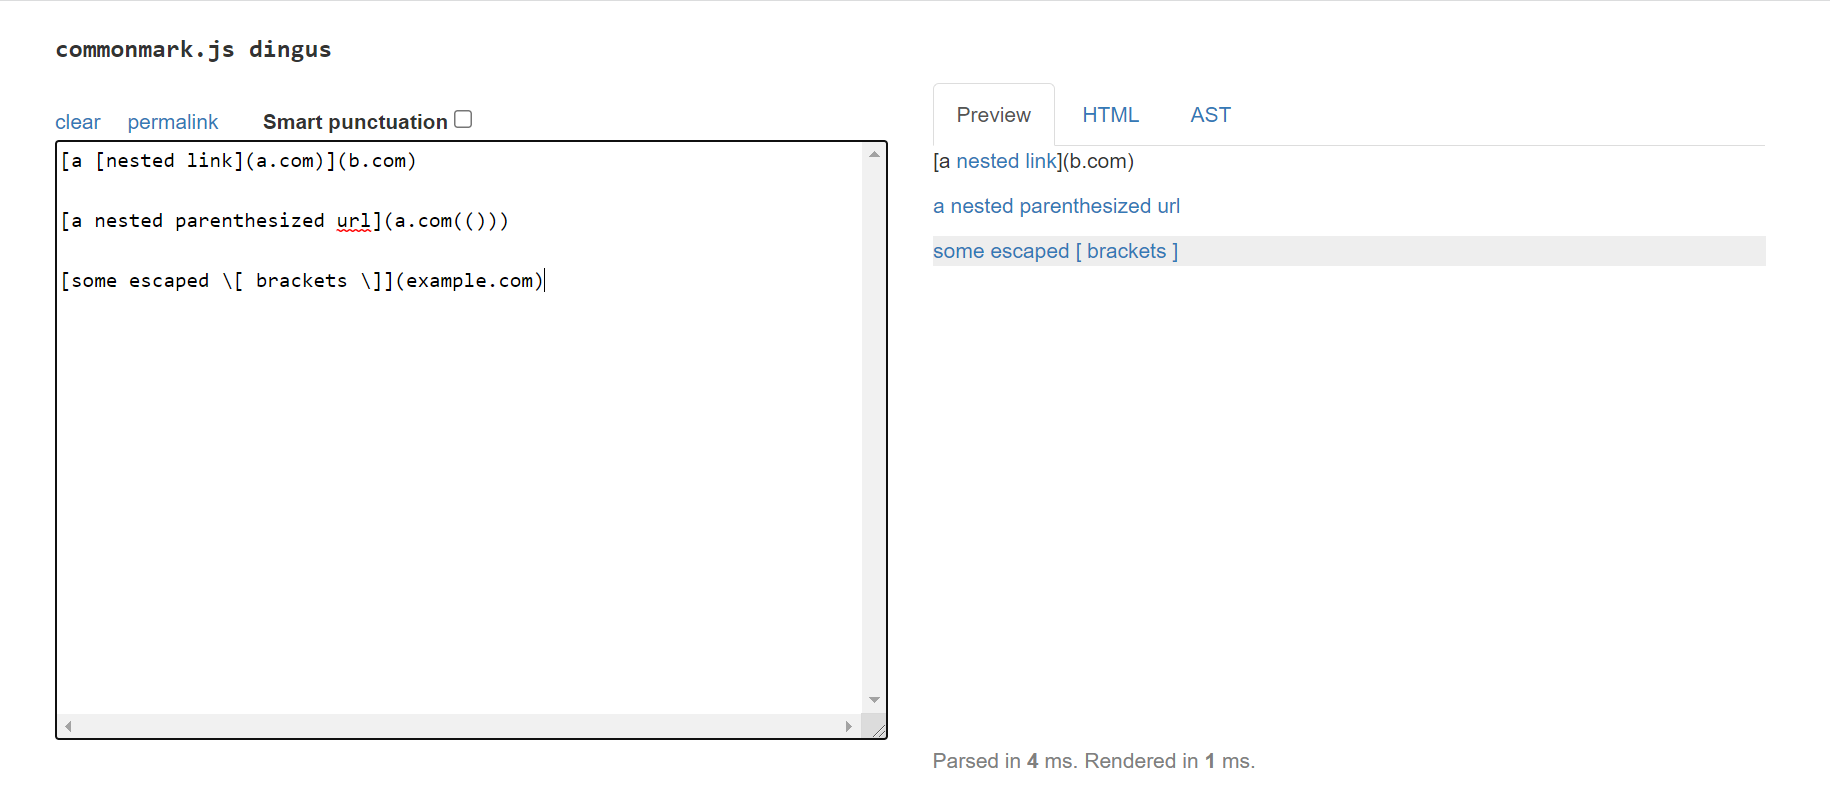 commonmark.js dingus
clear permalink Smart punctuation
[a [nested link](a.com)](b.com)
[a nested parenthesized url](a.com(()))
[some escaped \[ brackets \]](example.com)
Preview HTML AST
[a nested link](b.com)
a nested parenthesized url
some escaped [ brackets ]
Parsed in 4 ms. Rendered in 1 ms.